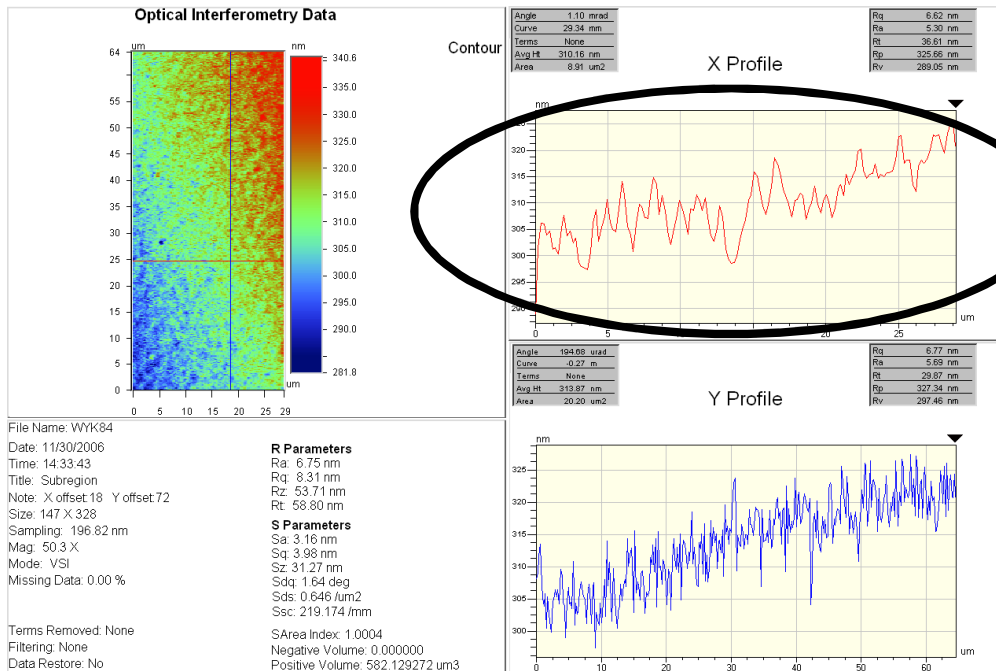 Optical Interferometry Data
um
nm
64
55
50
45
40
35
30
25
20
15
10
5
0
0 5 10 15 20 25 29
um
340.6
335.0
330.0
325.0
320.0
315.0
310.0
305.0
300.0
295.0
290.0
281.8
Contour
Angle 1.10 mrad
Curve 29.34 mm
Terms None
Avg Ht 310.16 nm
Area 8.91 um2
X Profile
Rq 6.62 nm
Ra 5.30 nm
Rt 36.61 nm
Rp 325.66 nm
Rv 289.05 nm
nm
320
315
310
305
300
295
0 5 10 15 20 25
um
Angle 194.68 urad
Curve -0.27 m
Terms None
Avg Ht 313.87 nm
Area 20.20 um2
Y Profile
Rq 6.77 nm
Ra 5.69 nm
Rt 29.87 nm
Rp 327.34 nm
Rv 297.46 nm
nm
325
320
315
310
305
300
0 10 20 30 40 50 60
um
File Name: WYK84
Date: 11/30/2006
Time: 14:33:43
Title: Subregion
Note: X offset:18 Y offset:72
Size: 147 X 328
Sampling: 196.82 nm
Mag: 50.3 X
Mode: VSI
Missing Data: 0.00 %
Terms Removed: None
Filtering: None
Data Restore: No
R Parameters
Ra: 6.75 nm
Rq: 8.31 nm
Rz: 53.71 nm
Rt: 58.80 nm
S Parameters
Sa: 3.16 nm
Sq: 3.98 nm
Sz: 31.27 nm
Sdq: 1.64 deg
Sds: 0.646 /um2
Ssc: 219.174 /mm
SArea Index: 1.0004
Negative Volume: 0.000000
Positive Volume: 582.129272 um3